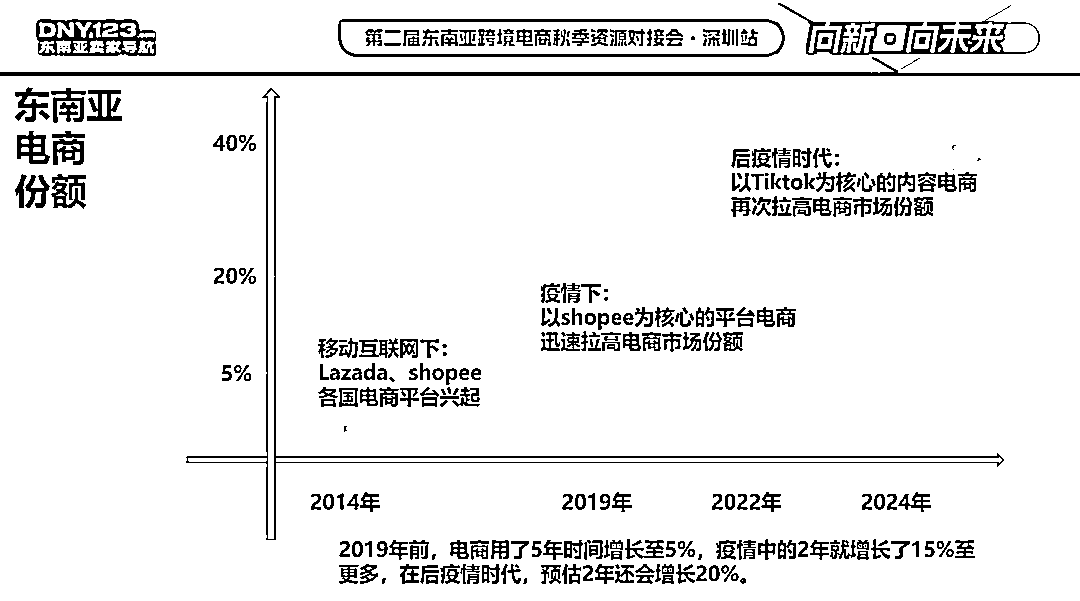 DNY123
东南亚卖家导航
第二届东南亚跨境电商秋季资源对接会·深圳站
向新 向未来
东南亚
电商
份额
40%
后疫情时代：
以Tiktok为核心的内容电商
再次拉高电商市场份额
20%
疫情下：
以shopee为核心的平台电商
迅速拉高电商市场份额
移动互联网下：
Lazada、shopee
各国电商平台兴起
5%
2014年
2019年
2022年
2024年
2019年前，电商用了5年时间增长至5%，疫情中的2年就增长了15%至
更多，在后疫情时代，预估2年还会增长20%。